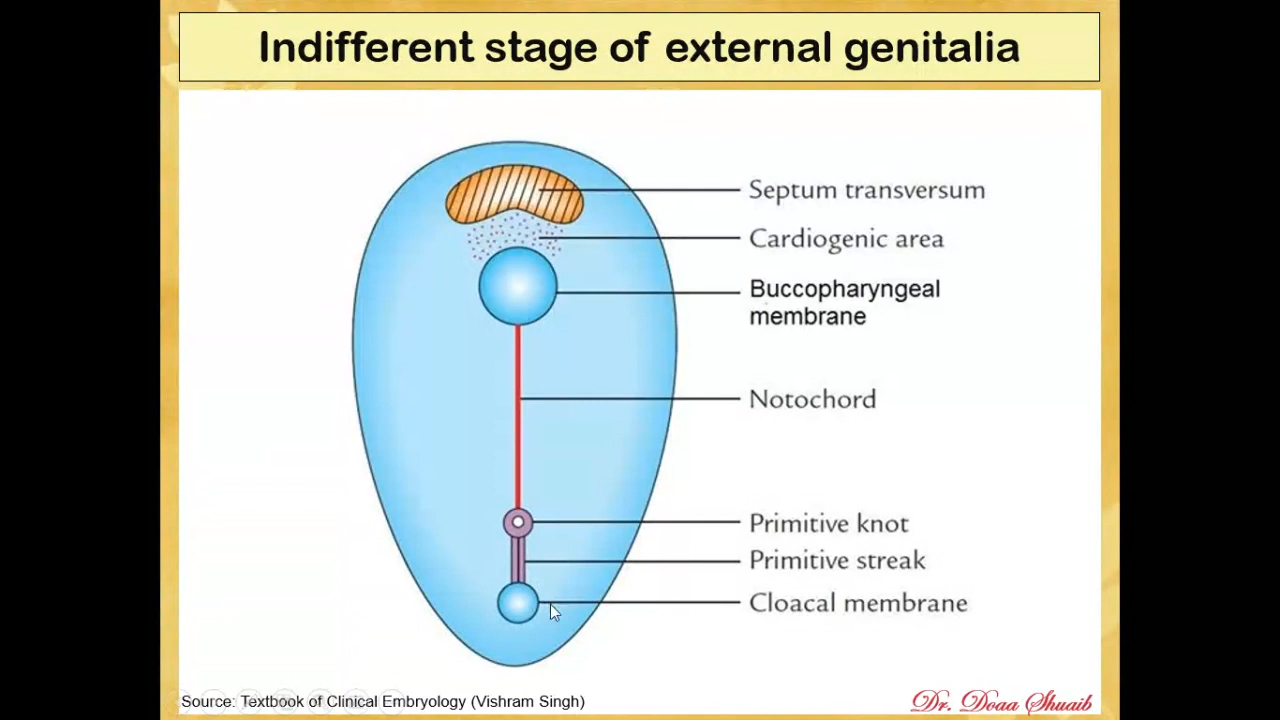 Indifferent stage of external genitalia
Septum transversum
Cardiogenic area
Buccopharyngeal
membrane
Notochord
Primitive knot
Primitive streak
Cloacal membrane
Source: Textbook of Clinical Embryology (Vishram Singh)
Dr. Doaa Shuaib